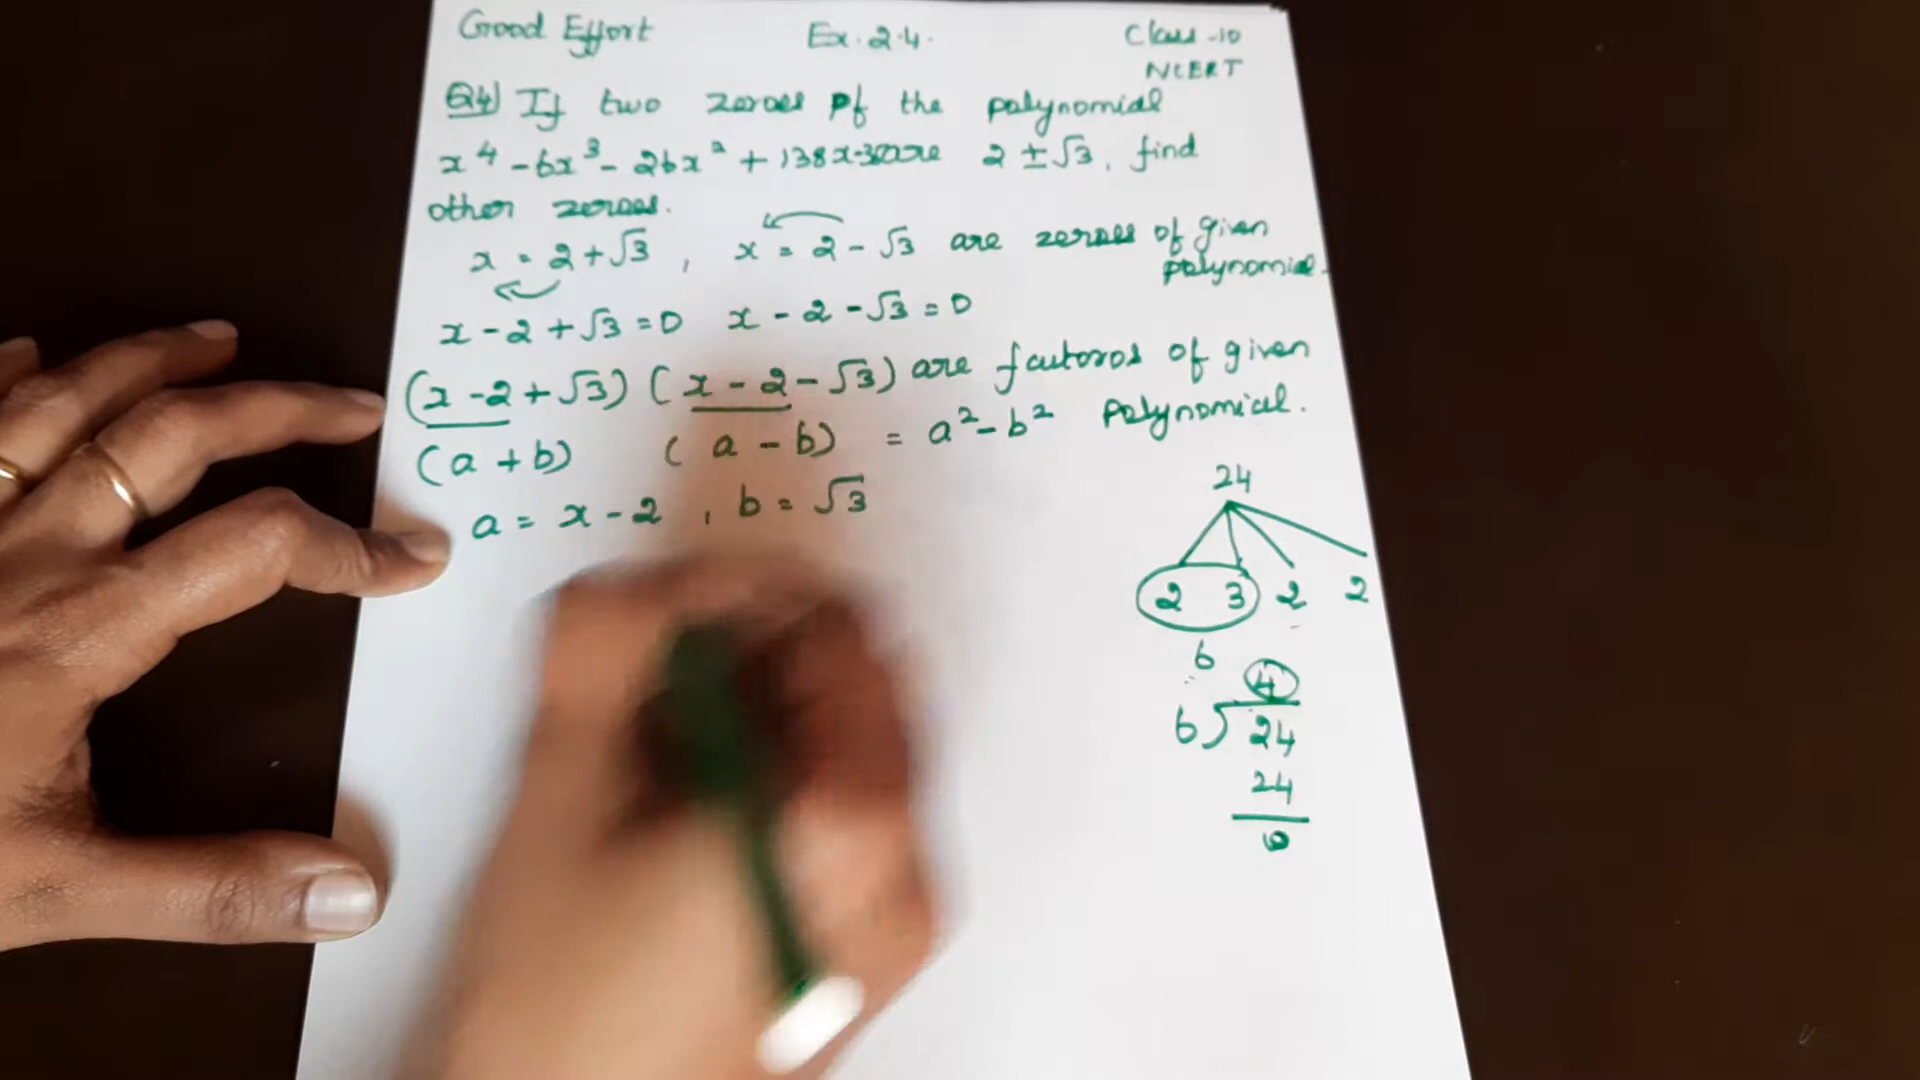 Good Effort Ex. 2.4. Class -10
NCERT
Q4) If two zeroes of the polynomial
x⁴ - 6x³ - 26x² + 138x-35are 2 ± √3, find
other zeroes.
x = 2 + √3 , x = 2 - √3 are zeroes of given
polynomial.
x - 2 + √3 = 0 x - 2 - √3 = 0
(x - 2 + √3) (x - 2 - √3) are factoros of given
Polynomial.
(a + b) (a - b) = a² - b²
a = x - 2 , b = √3
24
2 3 2 2
6
4
6) 24
24
0